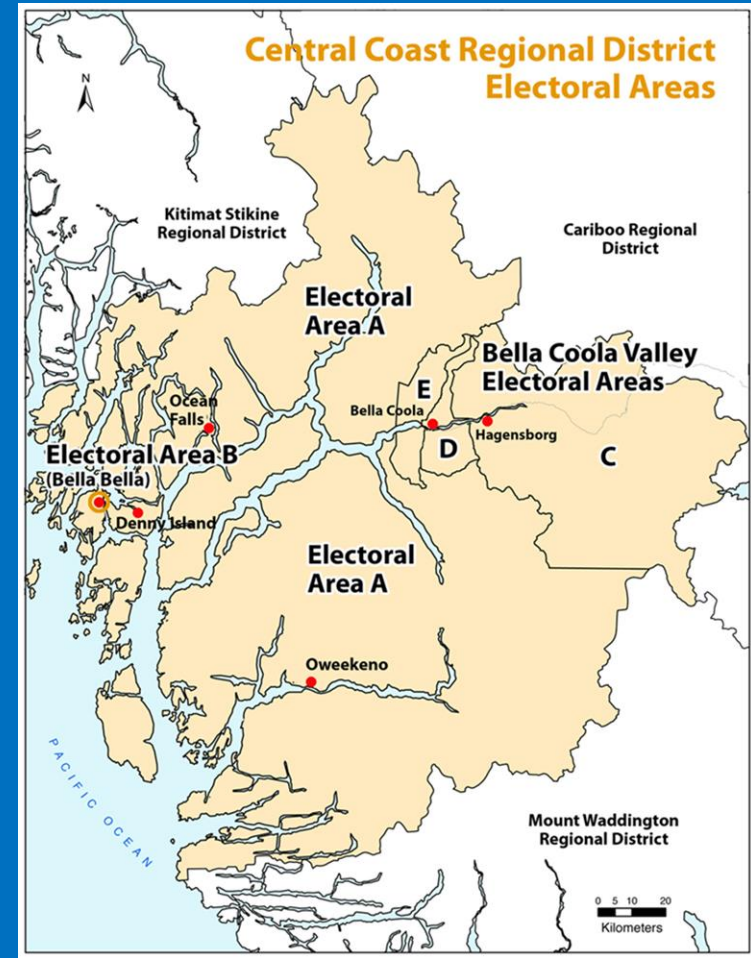 Central Coast Regional District
Electoral Areas
N
Kitimat Stikine
Regional District
Cariboo Regional
District
Electoral
Area A
Bella Coola Valley
Electoral Areas
E
Ocean
Falls
Bella Coola
Hagensborg
D
C
Electoral Area B
(Bella Bella)
Denny Island
Electoral
Area A
Oweekeno
PACIFIC OCEAN
Mount Waddington
Regional District
0 5 10 20
Kilometers